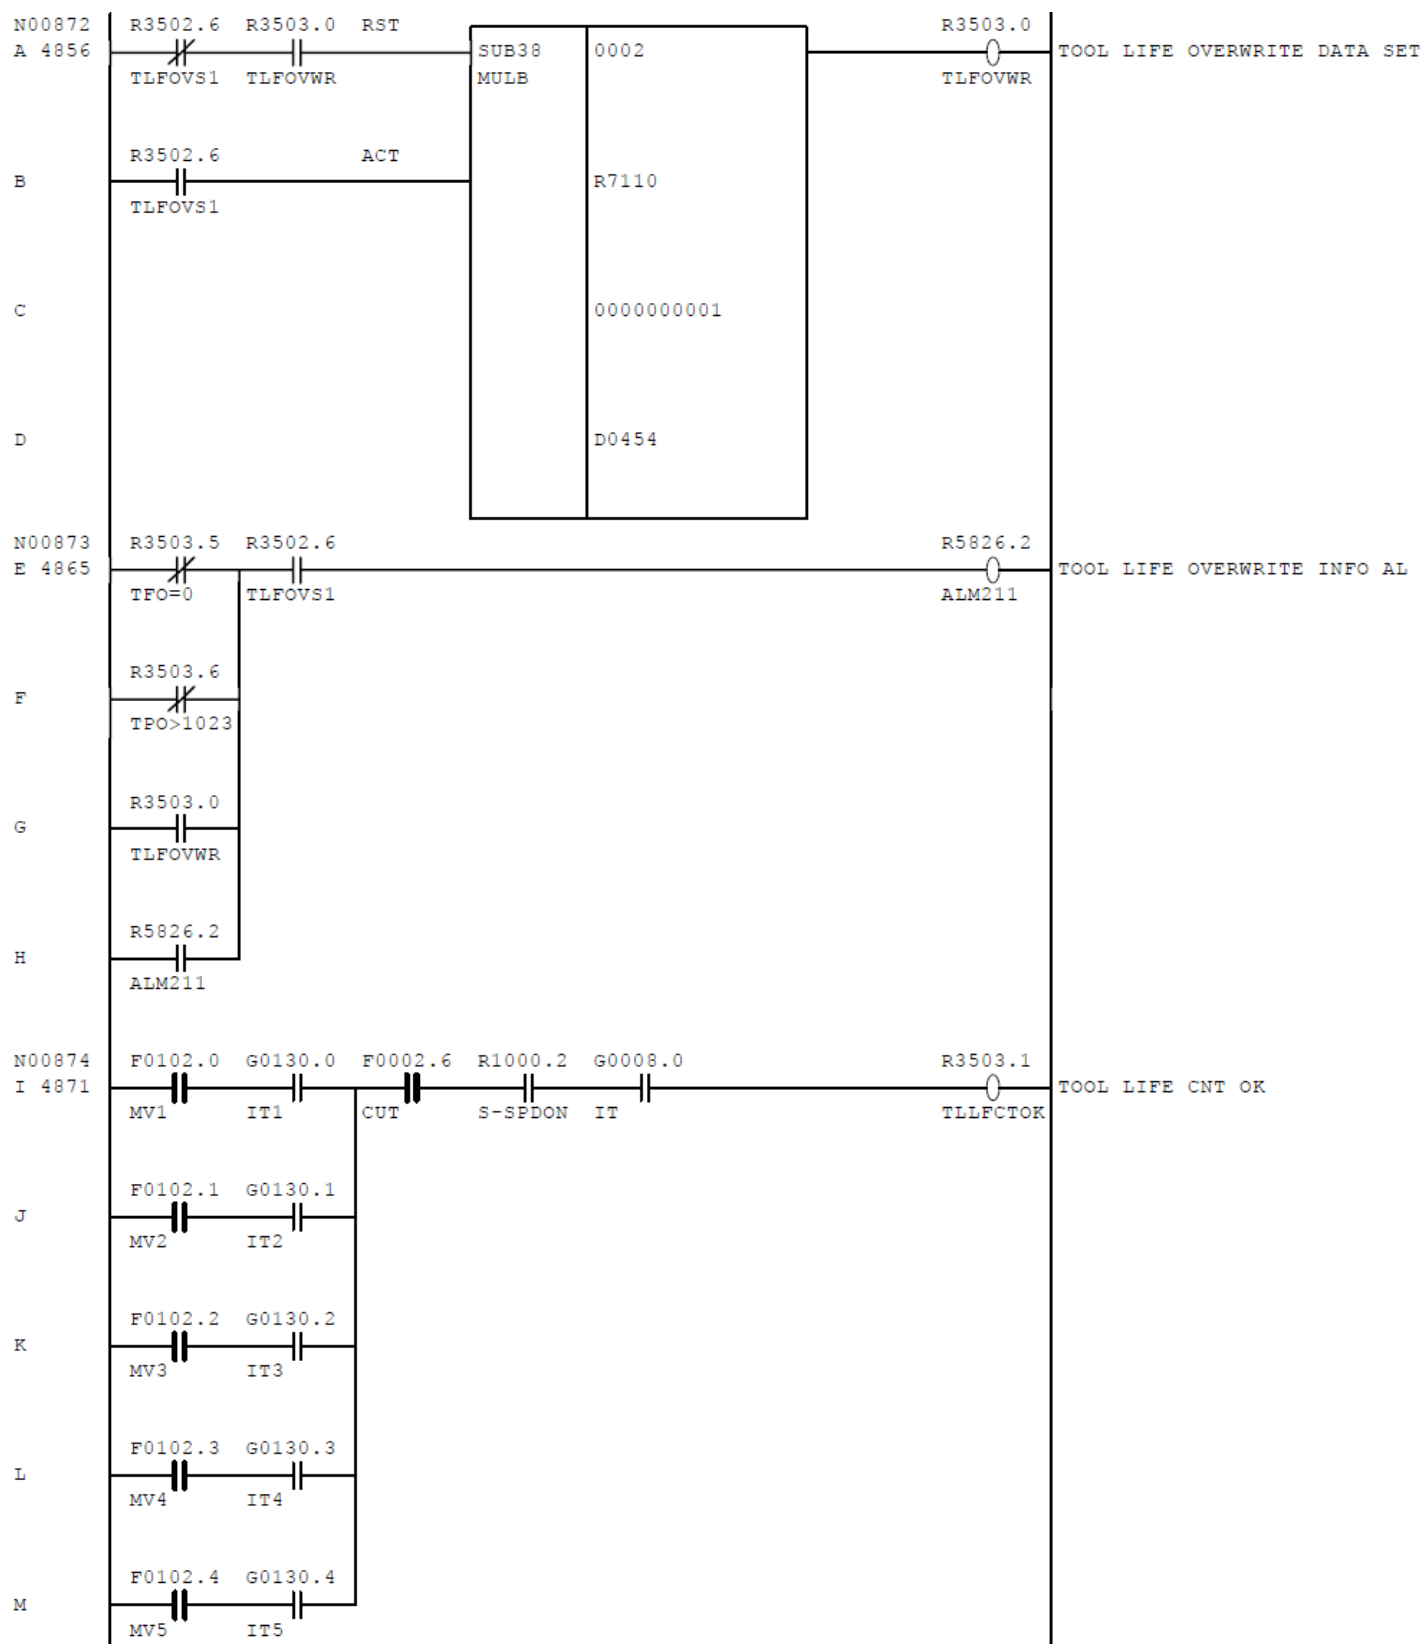 N00872 R3502.6 R3503.0 RST R3503.0
A 4856 SUB38 0002 TOOL LIFE OVERWRITE DATA SET
TLFOVS1 TLFOVWR MULB TLFOVWR
R3502.6 ACT
B R7110
TLFOVS1
C 0000000001
D D0454
N00873 R3503.5 R3502.6 R5826.2
E 4865 TOOL LIFE OVERWRITE INFO AL
TFO=0 TLFOVS1 ALM211
R3503.6
F
TPO>1023
R3503.0
G
TLFOVWR
R5826.2
H
ALM211
N00874 F0102.0 G0130.0 F0002.6 R1000.2 G0008.0 R3503.1
I 4871 TOOL LIFE CNT OK
MV1 IT1 CUT S-SPDON IT TLLFCTOK
F0102.1 G0130.1
J
MV2 IT2
F0102.2 G0130.2
K
MV3 IT3
F0102.3 G0130.3
L
MV4 IT4
F0102.4 G0130.4
M
MV5 IT5